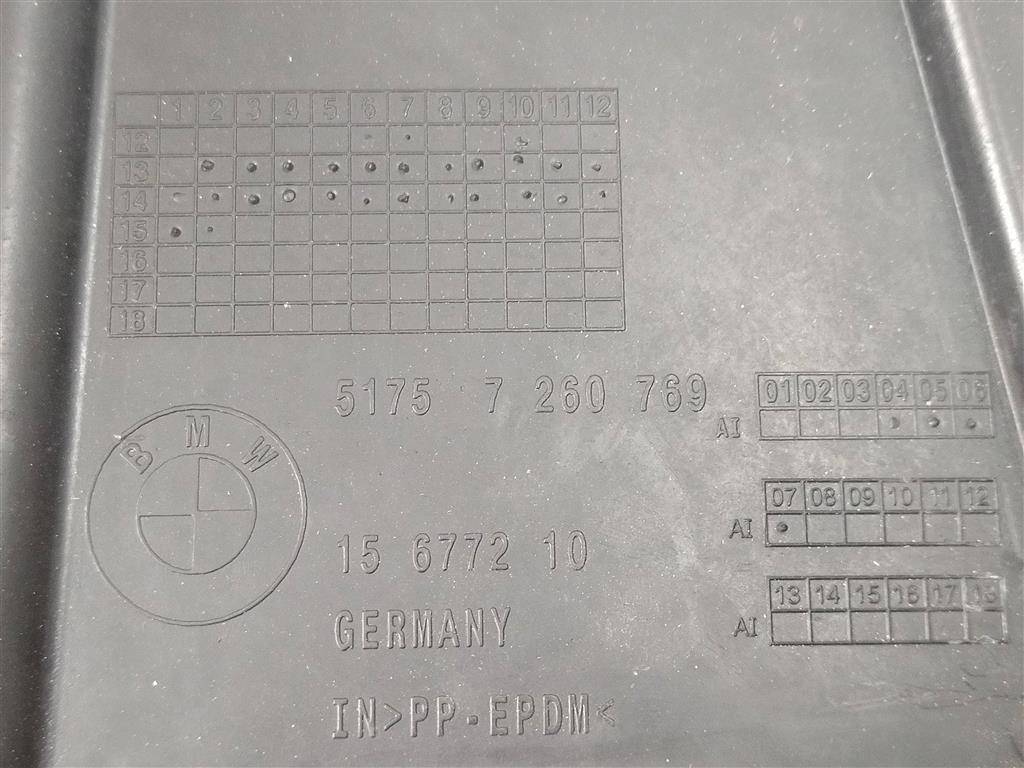 1 2 3 4 5 6 7 8 9 10 11 12
12
13
14
15
16
17
18
5175 7 260 769
01 02 03 04 05 06
AI
BMW
07 08 09 10 11 12
AI
15 6772 10
13 14 15 16 17 18
AI
GERMANY
IN>PP-EPDM<